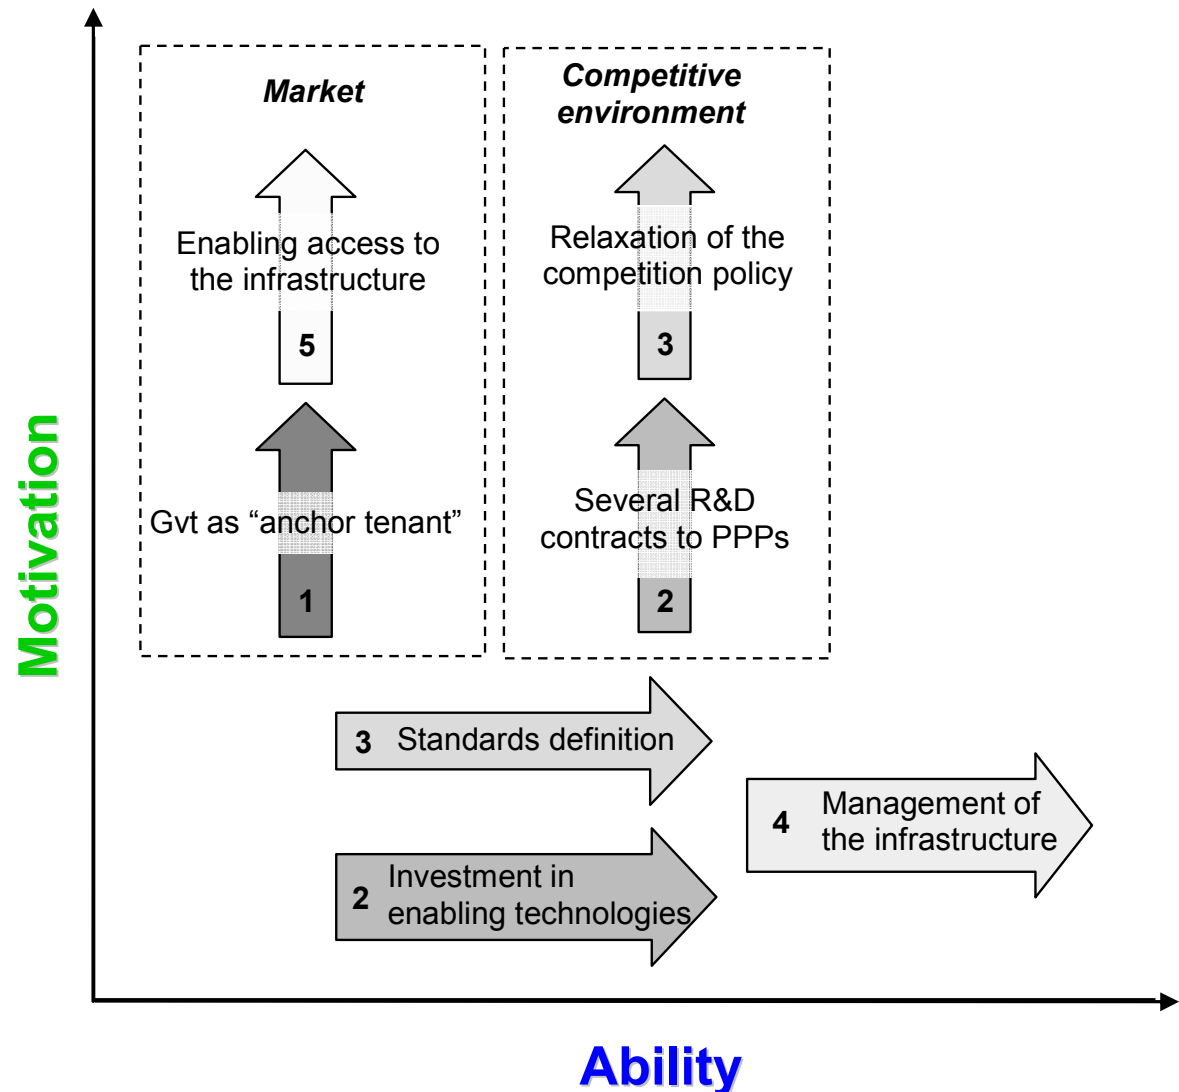 Market
Competitive
environment
Enabling access to
the infrastructure
5
Relaxation of the
competition policy
3
Gvt as “anchor tenant”
1
Several R&D
contracts to PPPs
2
Motivation
3 Standards definition
4 Management of
the infrastructure
2 Investment in
enabling technologies
Ability